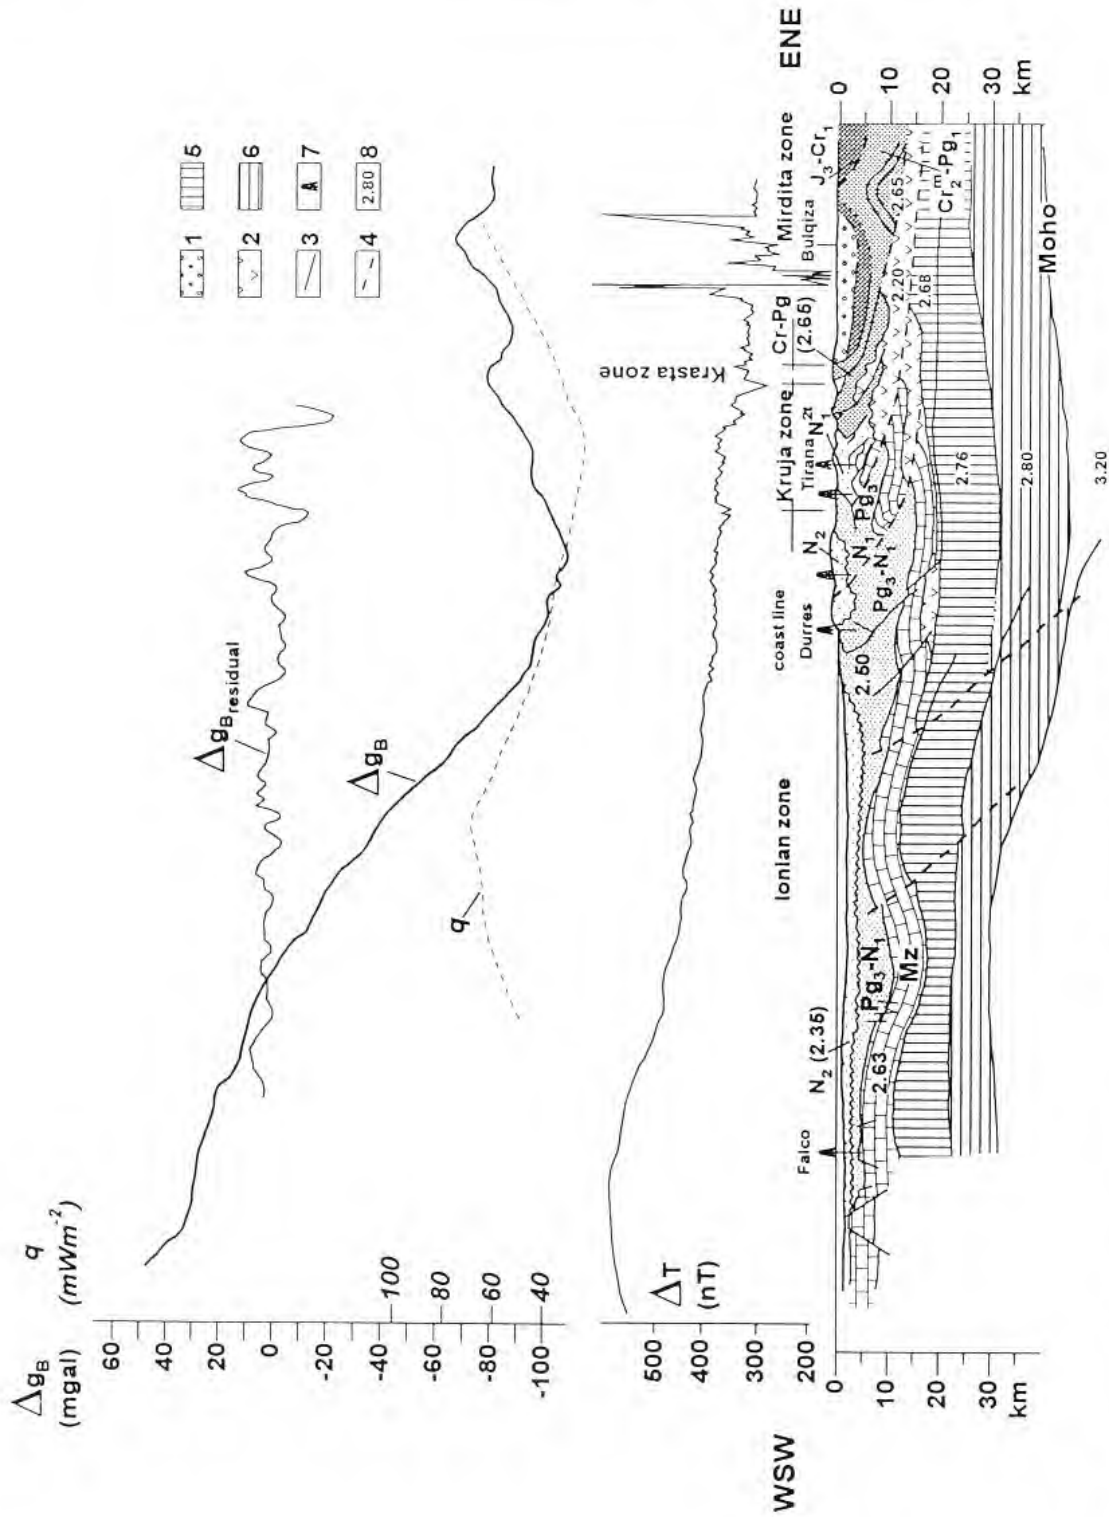 Δg_B (mgal)
q (mWm⁻²)
60
40
20
0
-20
-40
-60
-80
-100
100
80
60
40
Δg_B residual
Δg_B
q
1
2
3
4
5
6
7
8
2.80
ΔT (nT)
500
400
300
200
WSW
ENE
Falco
Ionian zone
coast line
Durres
Kruja zone
Tirana
Krasta zone
Mirdita zone
Bulqiza
N₂ (2.35)
N₂
N₁
N₁²ᵗ
Cr-Pg (2.65)
J₃-Cr₁
0
10
20
30
km
0
10
20
30
km
Pg₃-N₁
Mz
2.63
2.50
Pg₃-N₁
N₁
Pg₃
2.20
2.65
2.68
Cr₂ᵐ-Pg₁
2.76
2.80
3.20
Moho